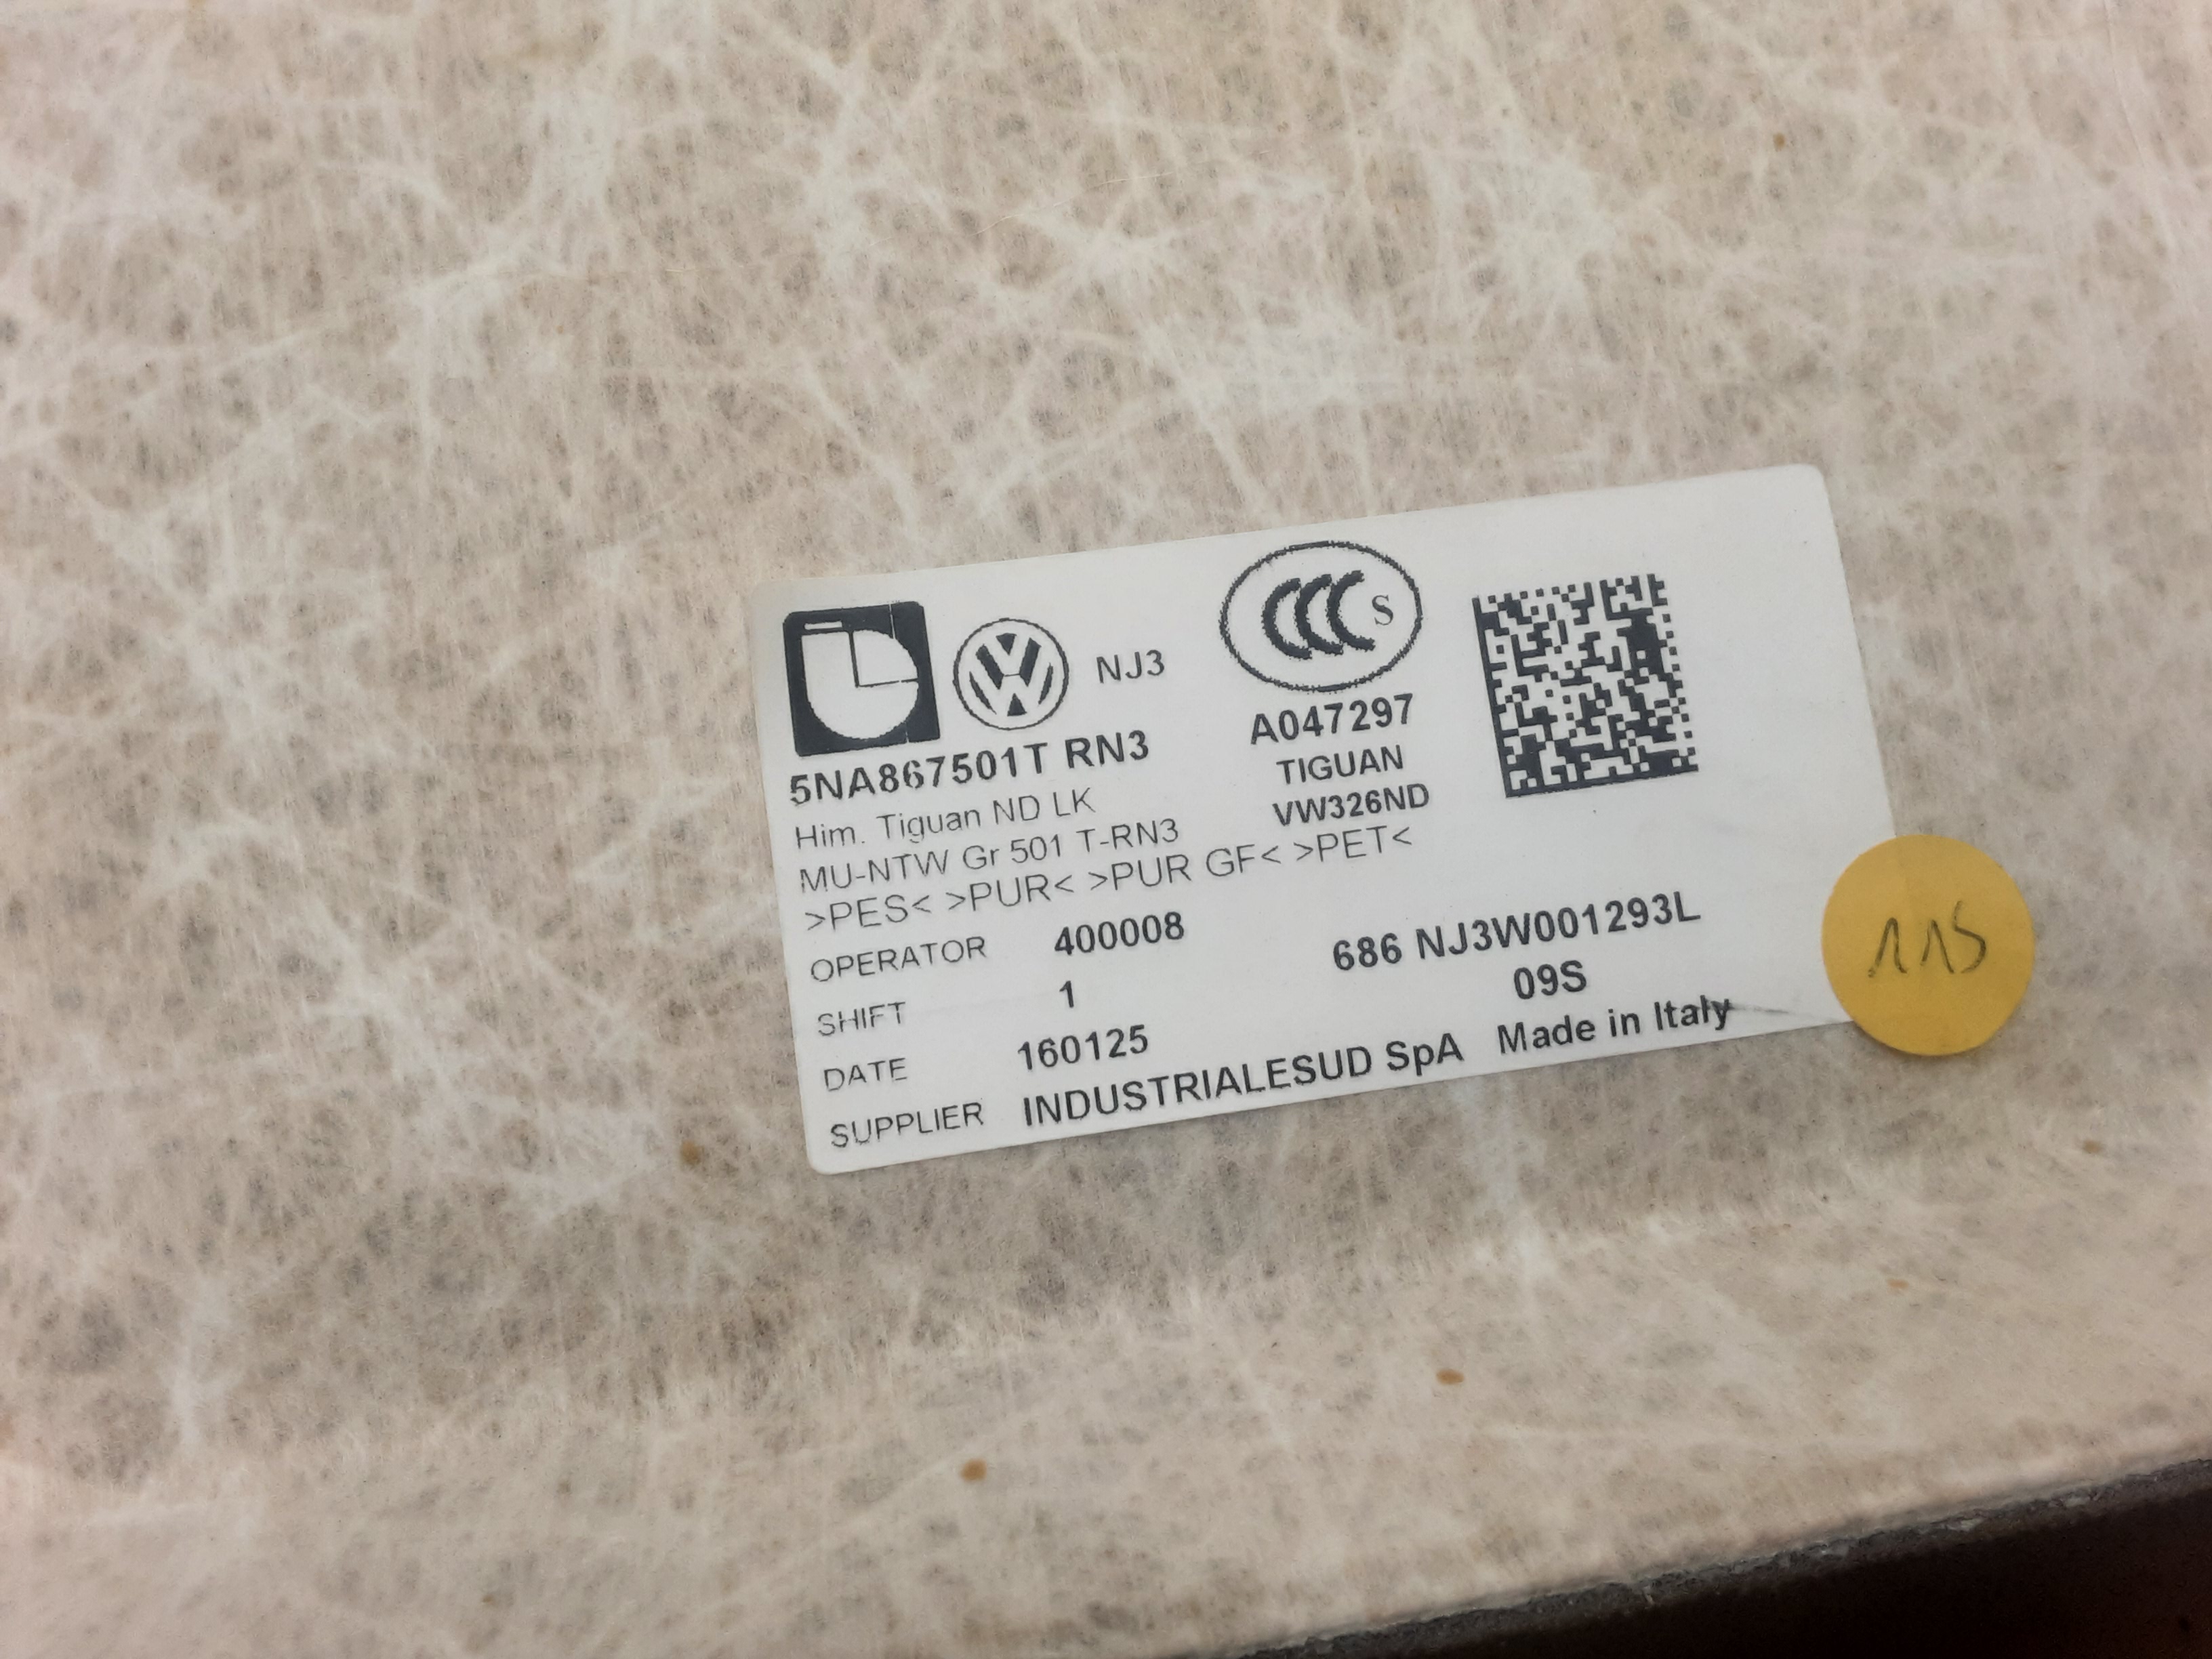 NJ3
CCC S
5NA867501T RN3
A047297
Him. Tiguan ND LK
TIGUAN
MU-NTW Gr 501 T-RN3
VW326ND
>PES< >PUR< >PUR GF< >PET<
OPERATOR 400008
686 NJ3W001293L
SHIFT 1
09S
DATE 160125
SUPPLIER INDUSTRIALESUD SpA Made in Italy
115